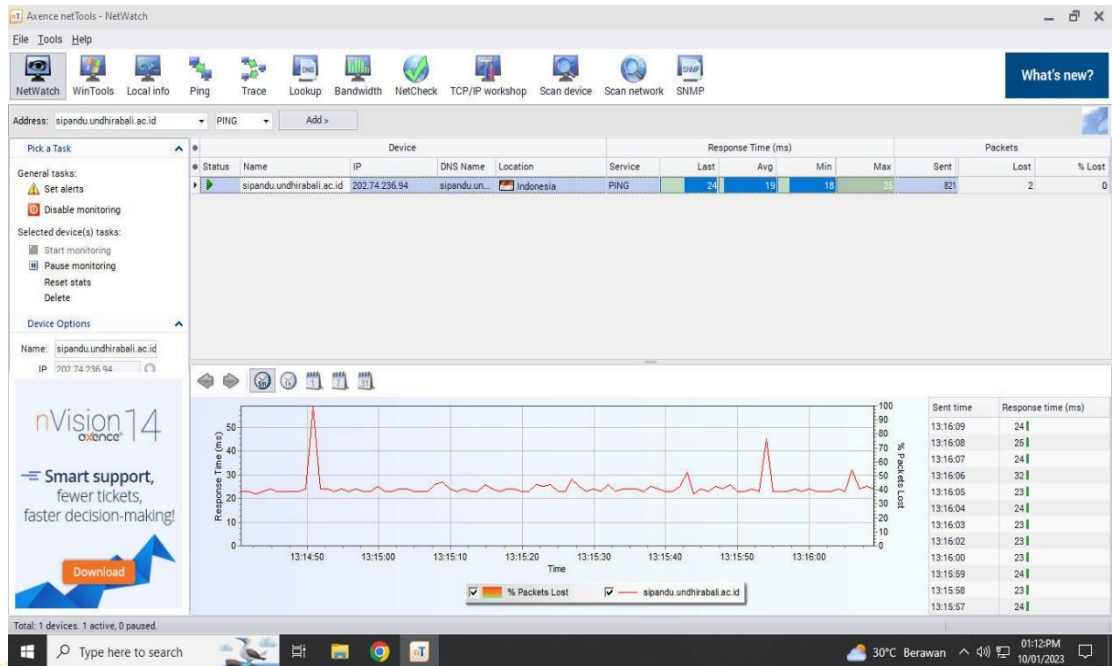 Axence netTools - NetWatch
File Tools Help
NetWatch WinTools Local info Ping Trace Lookup Bandwidth NetCheck TCP/IP workshop Scan device Scan network SNMP
What's new?
Address: sipandu.undhirabali.ac.id PING Add >
Pick a Task
General tasks:
Set alerts
Disable monitoring
Selected device(s) tasks:
Start monitoring
Pause monitoring
Reset stats
Delete
Device Options
Name: sipandu.undhirabali.ac.id
IP 202.74.236.94
nVision 14
axence
Smart support,
fewer tickets,
faster decision-making!
Download
Device Response Time (ms) Packets
Status Name IP DNS Name Location Service Last Avg Min Max Sent Lost % Lost
sipandu.undhirabali.ac.id 202.74.236.94 sipandu.un... Indonesia PING 24 19 18 821 2 0
Response Time (ms)
50
40
30
20
10
0
13:14:50 13:15:00 13:15:10 13:15:20 13:15:30 13:15:40 13:15:50 13:16:00
Time
100
90
80
70
60
50
40
30
20
10
0
% Packets Lost
% Packets Lost sipandu.undhirabali.ac.id
Sent time Response time (ms)
13:16:09 24
13:16:08 25
13:16:07 24
13:16:06 32
13:16:05 23
13:16:04 24
13:16:03 23
13:16:02 23
13:16:00 23
13:15:59 24
13:15:58 23
13:15:57 24
Total: 1 devices. 1 active, 0 paused.
Type here to search
30°C Berawan
01:12:PM
10/01/2023